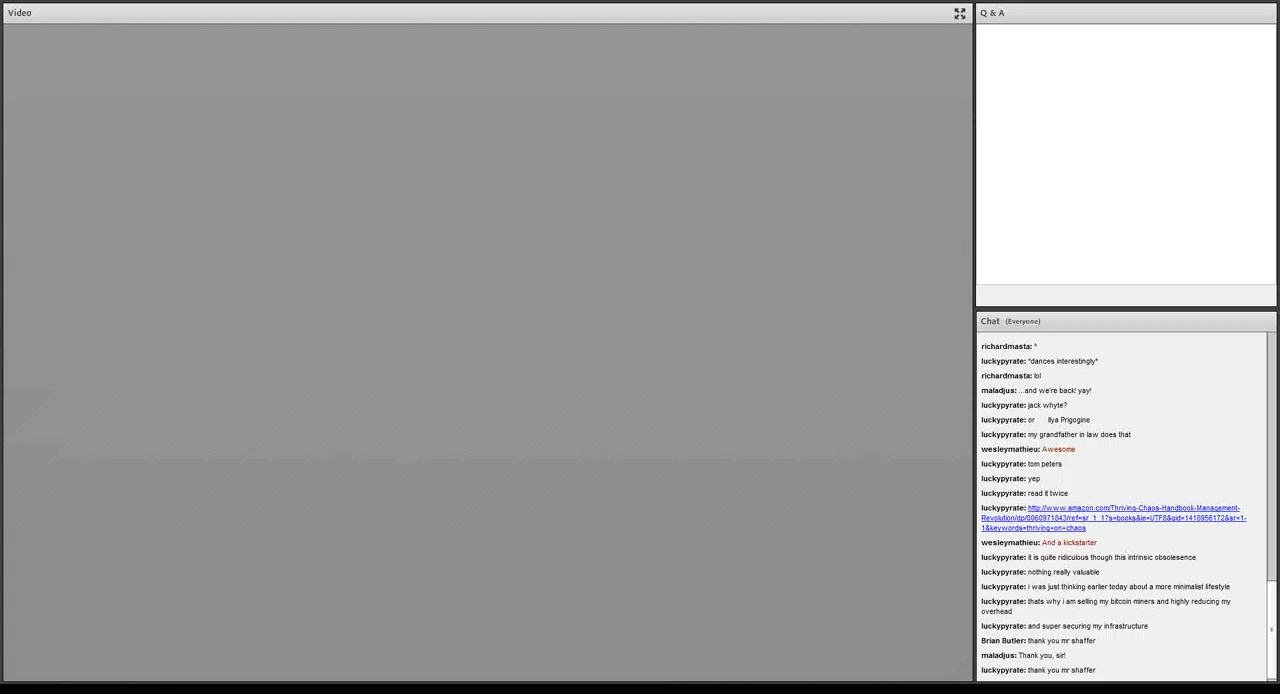 Video
Q & A
Chat (Everyone)
richardmasta: ^
luckypyrate: *dances interestingly*
richardmasta: lol
maladjus: ...and we're back! yay!
luckypyrate: jack whyte?
luckypyrate: or Ilya Prigogine
luckypyrate: my grandfather in law does that
wesleymathieu: Awesome
luckypyrate: tom peters
luckypyrate: yep
luckypyrate: read it twice
luckypyrate: http://www.amazon.com/Thriving-Chaos-Handbook-Management-
Revolution/dp/0060971843/ref=sr_1_1?s=books&ie=UTF8&qid=1418956172&sr=1-
1&keywords=thriving+on+chaos
wesleymathieu: And a kickstarter
luckypyrate: it is quite ridiculous though this intrinsic obsolesence
luckypyrate: nothing really valuable
luckypyrate: i was just thinking earlier today about a more minimalist lifestyle
luckypyrate: thats why i am selling my bitcoin miners and highly reducing my
overhead
luckypyrate: and super securing my infrastructure
Brian Butler: thank you mr shaffer
maladjus: Thank you, sir!
luckypyrate: thank you mr shaffer